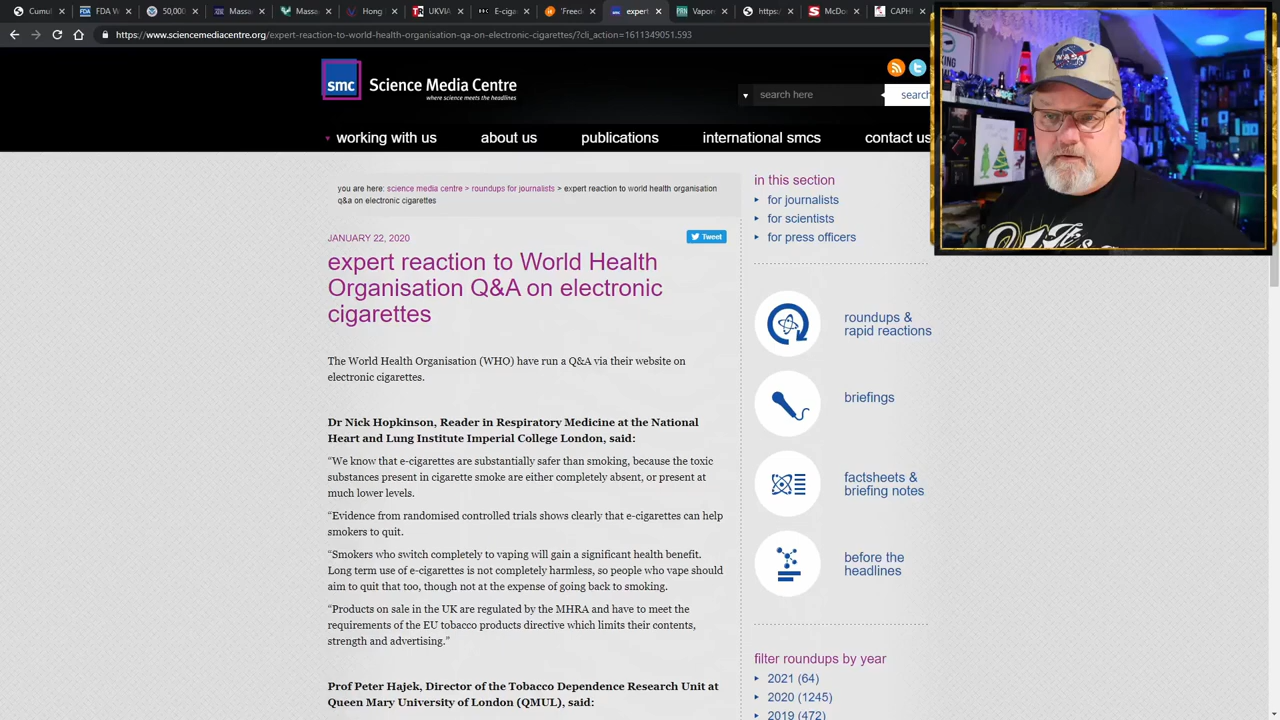 Cumul
FDA W
50,000
Massa
Massa
Hong
UKVIA
E-ciga
'Freed
expert
Vapor
https:/
McDo
CAPH
https://www.sciencemediacentre.org/expert-reaction-to-world-health-organisation-qa-on-electronic-cigarettes/?cli_action=1611349051.593
smc Science Media Centre
where science meets the headlines
search here
search
working with us about us publications international smcs contact us
NASA
you are here: science media centre > roundups for journalists > expert reaction to world health organisation
q&a on electronic cigarettes
JANUARY 22, 2020
Tweet
expert reaction to World Health
Organisation Q&A on electronic
cigarettes
The World Health Organisation (WHO) have run a Q&A via their website on
electronic cigarettes.
Dr Nick Hopkinson, Reader in Respiratory Medicine at the National
Heart and Lung Institute Imperial College London, said:
“We know that e-cigarettes are substantially safer than smoking, because the toxic
substances present in cigarette smoke are either completely absent, or present at
much lower levels.
“Evidence from randomised controlled trials shows clearly that e-cigarettes can help
smokers to quit.
“Smokers who switch completely to vaping will gain a significant health benefit.
Long term use of e-cigarettes is not completely harmless, so people who vape should
aim to quit that too, though not at the expense of going back to smoking.
“Products on sale in the UK are regulated by the MHRA and have to meet the
requirements of the EU tobacco products directive which limits their contents,
strength and advertising.”
Prof Peter Hajek, Director of the Tobacco Dependence Research Unit at
Queen Mary University of London (QMUL), said:
in this section
for journalists
for scientists
for press officers
roundups &
rapid reactions
briefings
factsheets &
briefing notes
before the
headlines
filter roundups by year
2021 (64)
2020 (1245)
2019 (472)